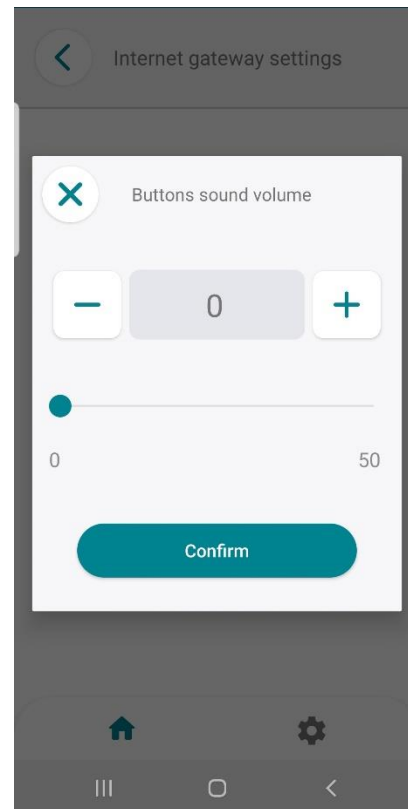 Internet gateway settings
Buttons sound volume
0
0
50
Confirm